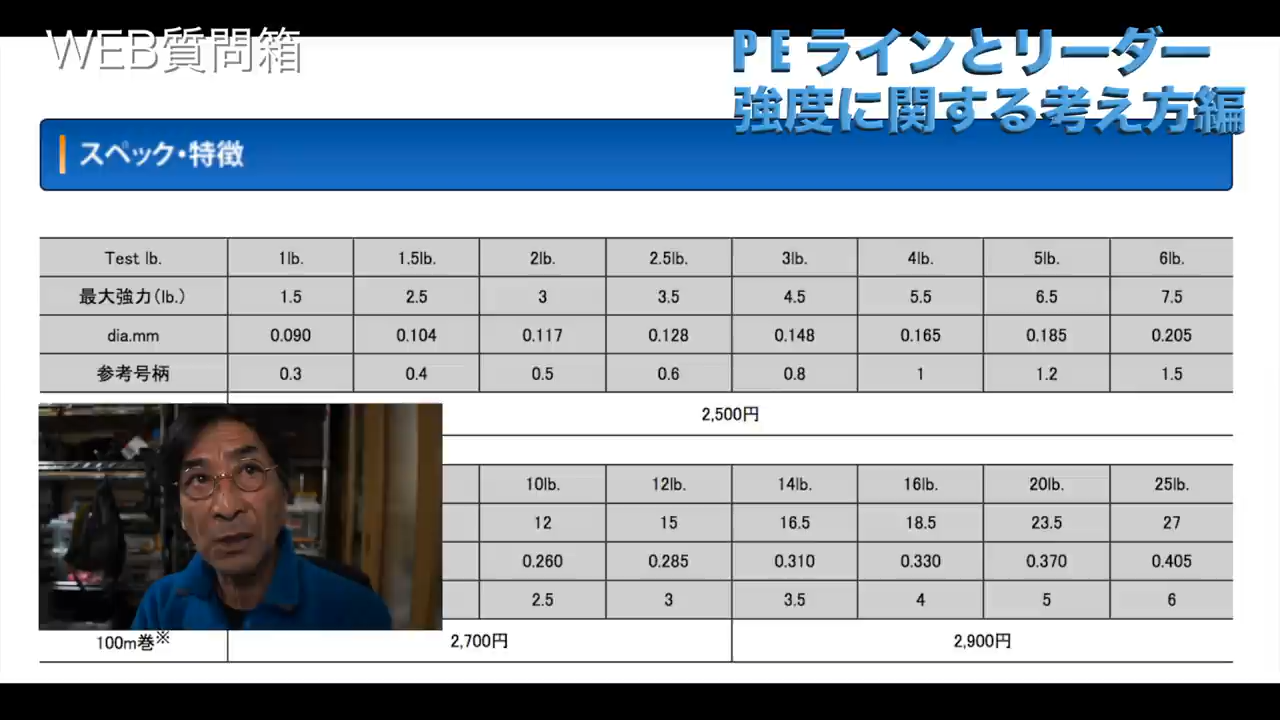 WEB質問箱
PEラインとリーダー
強度に関する考え方編
スペック・特徴
Test lb. 1lb. 1.5lb. 2lb. 2.5lb. 3lb. 4lb. 5lb. 6lb.
最大強力(lb.) 1.5 2.5 3 3.5 4.5 5.5 6.5 7.5
dia.mm 0.090 0.104 0.117 0.128 0.148 0.165 0.185 0.205
参考号柄 0.3 0.4 0.5 0.6 0.8 1 1.2 1.5
2,500円
10lb. 12lb. 14lb. 16lb. 20lb. 25lb.
12 15 16.5 18.5 23.5 27
0.260 0.285 0.310 0.330 0.370 0.405
2.5 3 3.5 4 5 6
100m巻※ 2,700円 2,900円